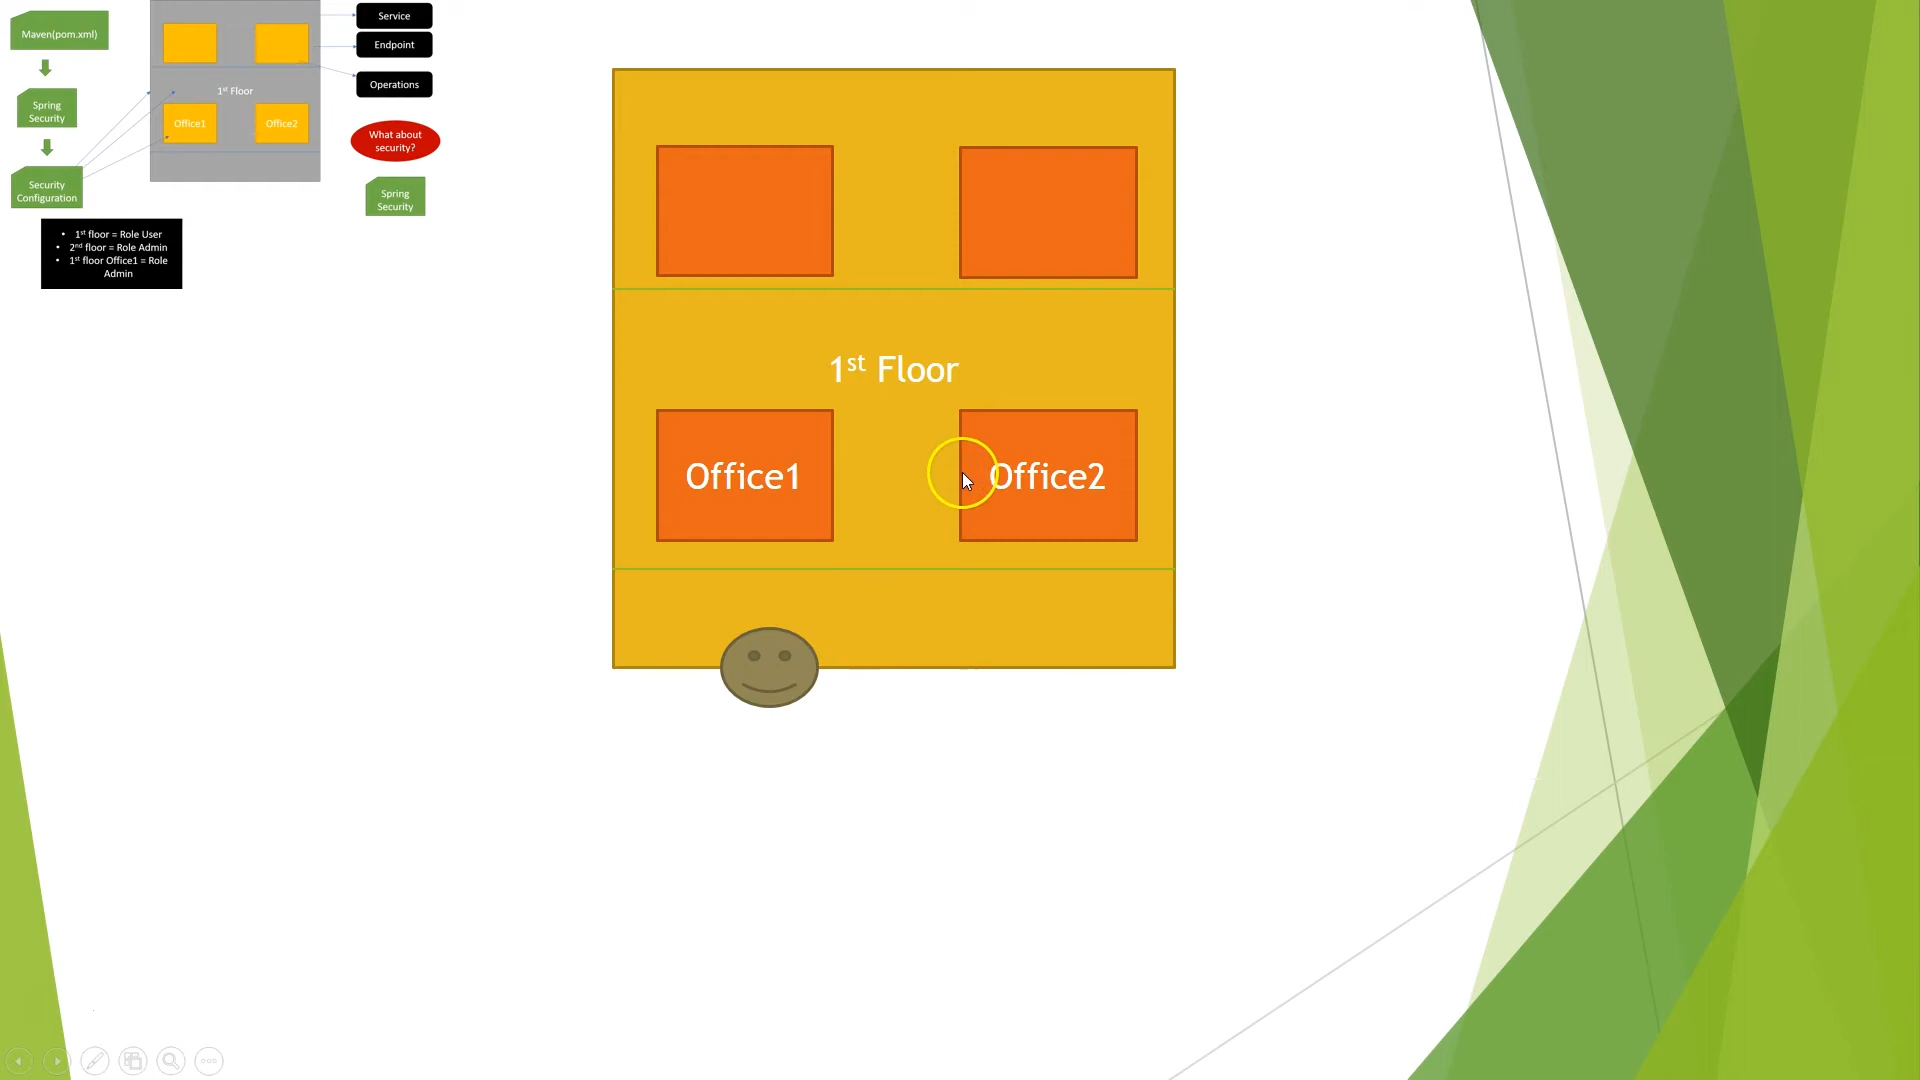 Maven(pom.xml)
Spring
Security
Security
Configuration
• 1st floor = Role User
• 2nd floor = Role Admin
• 1st floor Office1 = Role
Admin
1st Floor
Office1
Office2
Service
Endpoint
Operations
What about
security?
Spring
Security
1st Floor
Office1
Office2